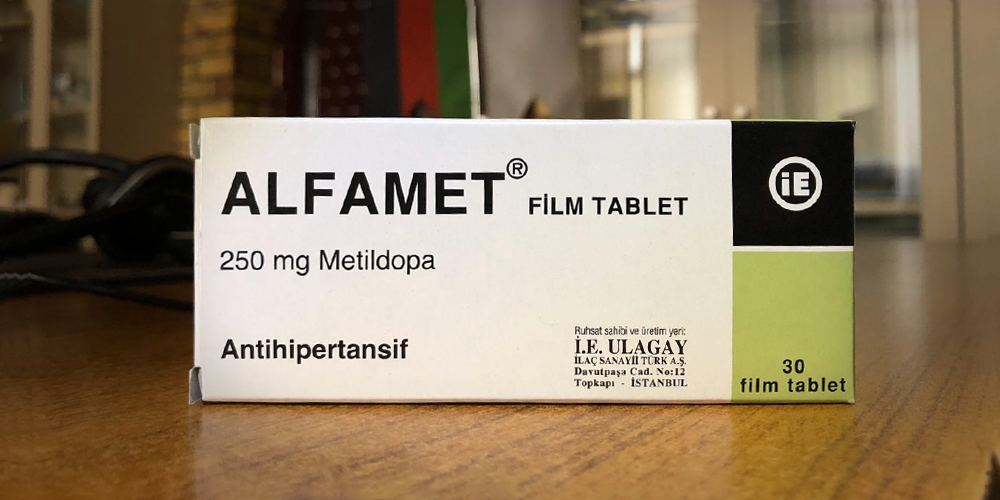 ALFAMET® FİLM TABLET
250 mg Metildopa
Antihipertansif
Ruhsat sahibi ve üretim yeri:
İ.E. ULAGAY
İLAÇ SANAYİİ TÜRK A.Ş.
Davutpaşa Cad. No:12
Topkapı - İSTANBUL
iE
30
film tablet